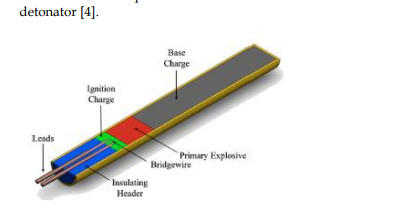 detonator [4].
Base
Charge
Ignition
Charge
Leads
Primary Explosive
Bridgewire
Insulating
Header